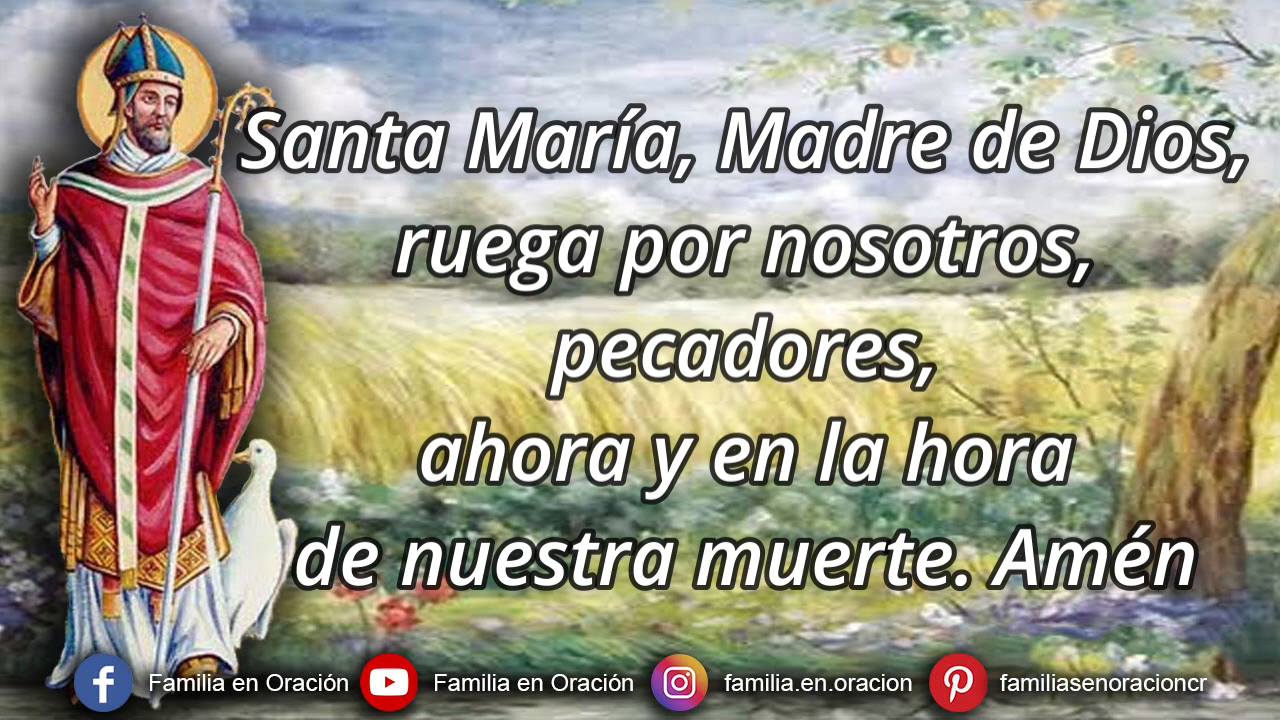 Santa María, Madre de Dios,
ruega por nosotros,
pecadores,
ahora y en la hora
de nuestra muerte. Amén
Familia en Oración Familia en Oración familia.en.oracion familiasenoracioncr